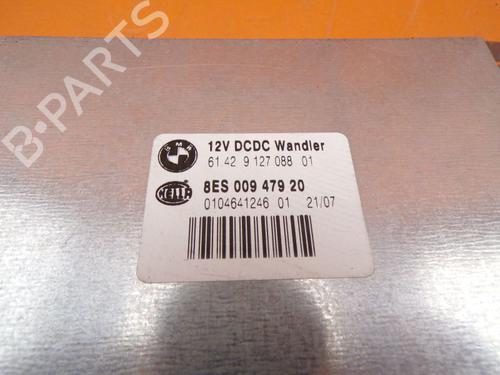 B-PARTS
BMW
12V DCDC Wandler
61 42 9 127 088 01
HELLA
8ES 009 479 20
0104641246 01 21/07